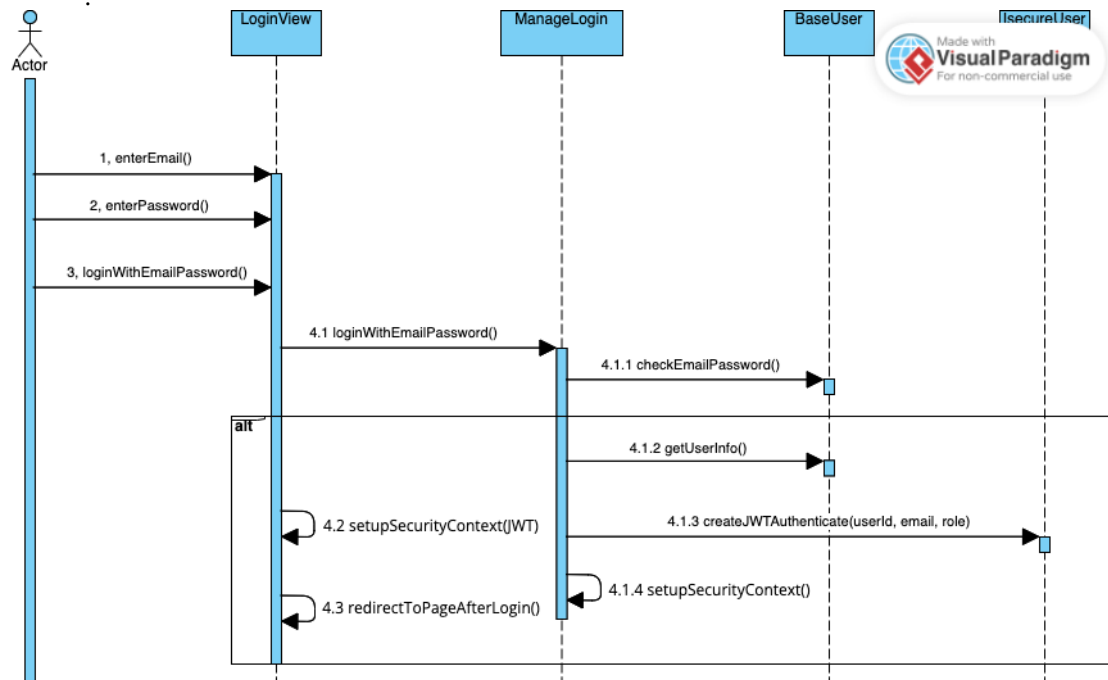 LoginView
ManageLogin
BaseUser
IsecureUser
Made with
Visual Paradigm
For non-commercial use
Actor
1, enterEmail()
2, enterPassword()
3, loginWithEmailPassword()
4.1 loginWithEmailPassword()
4.1.1 checkEmailPassword()
alt
4.1.2 getUserInfo()
4.2 setupSecurityContext(JWT)
4.1.3 createJWTAuthenticate(userId, email, role)
4.1.4 setupSecurityContext()
4.3 redirectToPageAfterLogin()